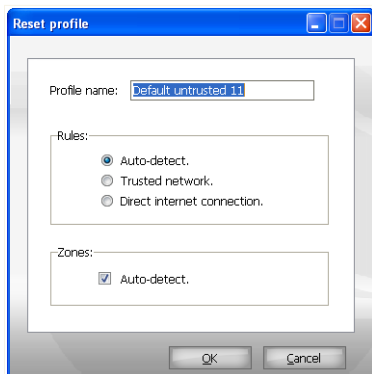 Reset profile
Profile name: Default untrusted 11
Rules:
Auto-detect.
Trusted network.
Direct internet connection.
Zones:
Auto-detect.
OK Cancel